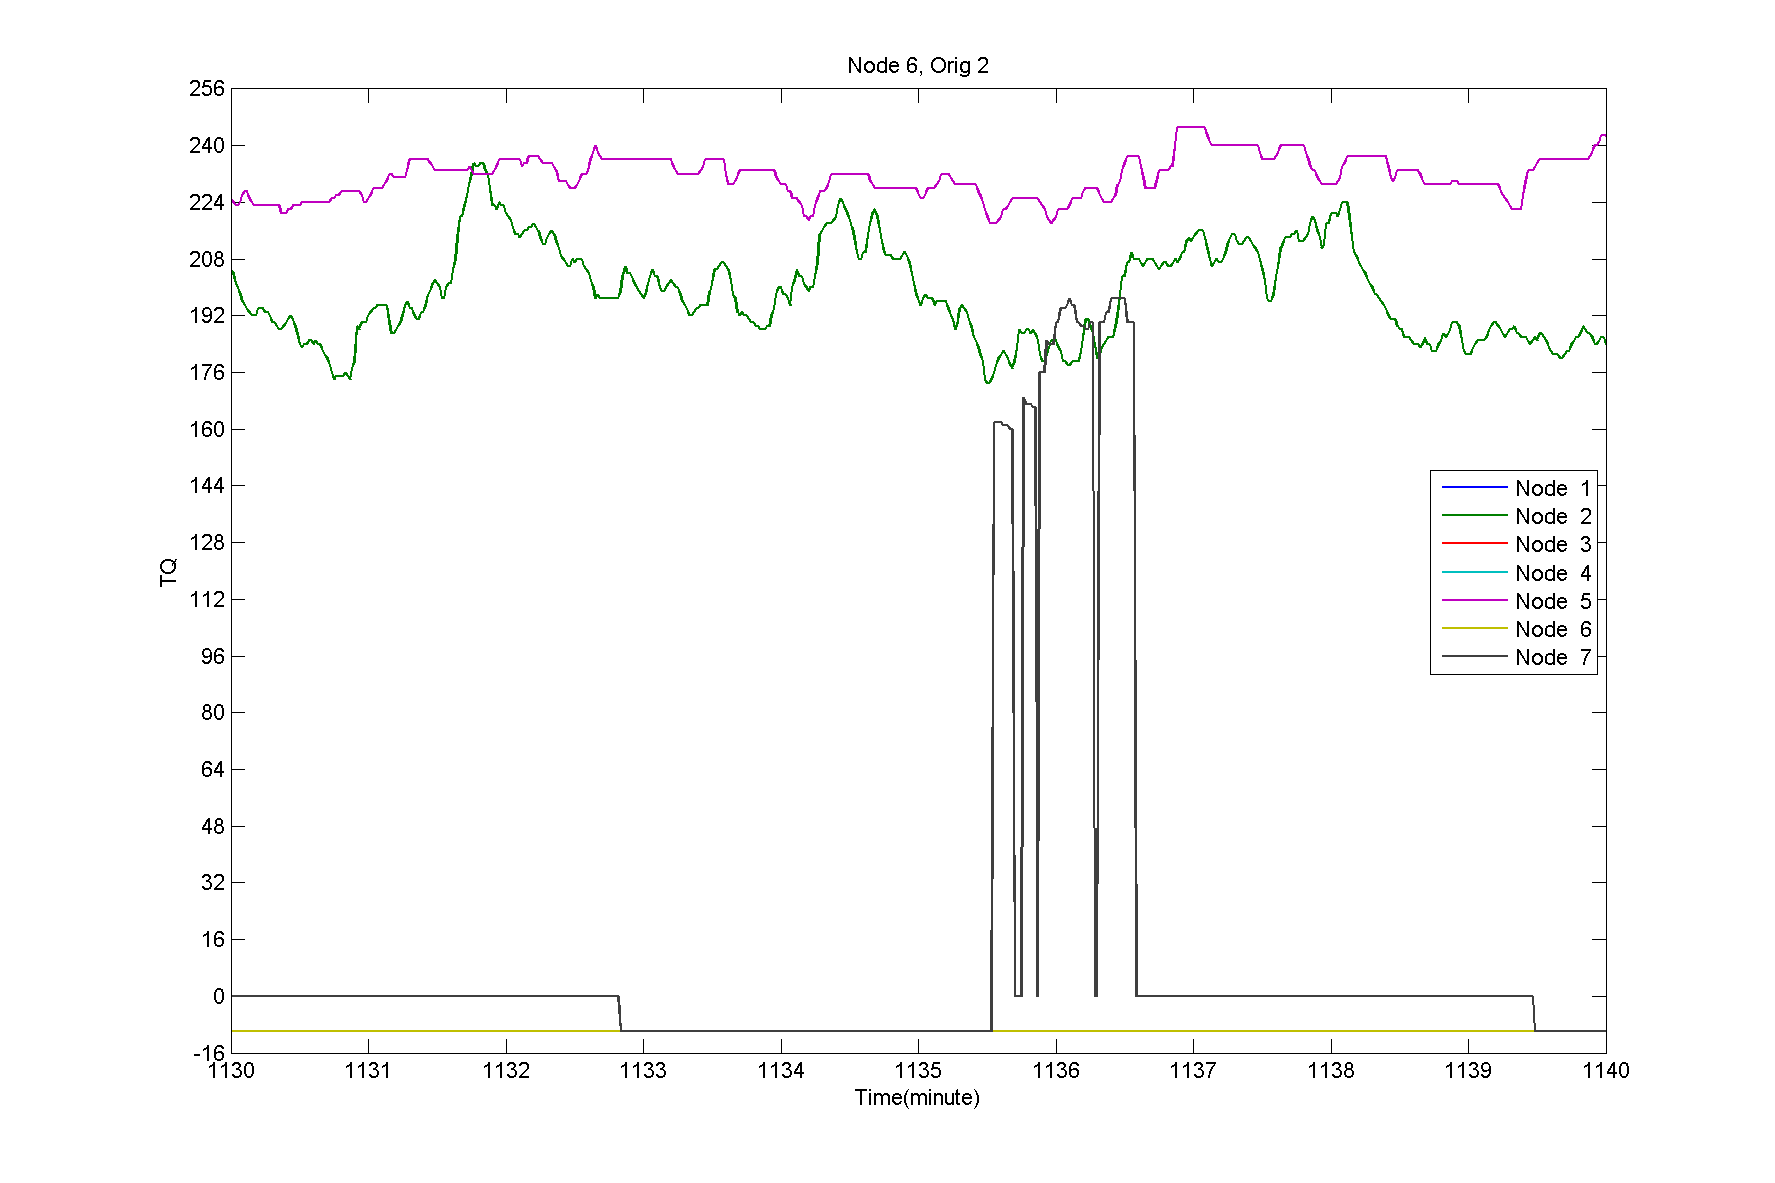 Node 6, Orig 2
256
240
224
208
192
176
160
144
128
112
96
80
64
48
32
16
0
-16
TQ
Node 1
Node 2
Node 3
Node 4
Node 5
Node 6
Node 7
1130 1131 1132 1133 1134 1135 1136 1137 1138 1139 1140
Time(minute)